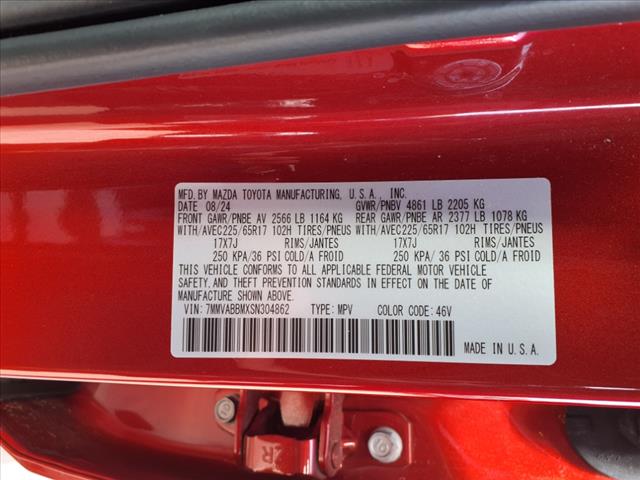 MFD. BY MAZDA TOYOTA MANUFACTURING, U.S.A., INC.
DATE 08/24 GVWR/PNBV 4861 LB 2205 KG
FRONT GAWR/PNBE AV 2566 LB 1164 KG REAR GAWR/PNBE AR 2377 LB 1078 KG
WITH/AVEC225/65R17 102H TIRES/PNEUS WITH/AVEC225/65R17 102H TIRES/PNEUS
17X7J RIMS/JANTES 17X7J RIMS/JANTES
250 KPA/36 PSI COLD/A FROID 250 KPA/ 36 PSI COLD/A FROID
THIS VEHICLE CONFORMS TO ALL APPLICABLE FEDERAL MOTOR VEHICLE
SAFETY,AND THEFT PREVENTION STANDARDS IN EFFECT ON THE DATE OF
MANUFACTURE SHOWN ABOVE.
VIN: 7MMVABBMXSN304862 TYPE: MPV COLOR CODE: 46V
MADE IN U.S.A.